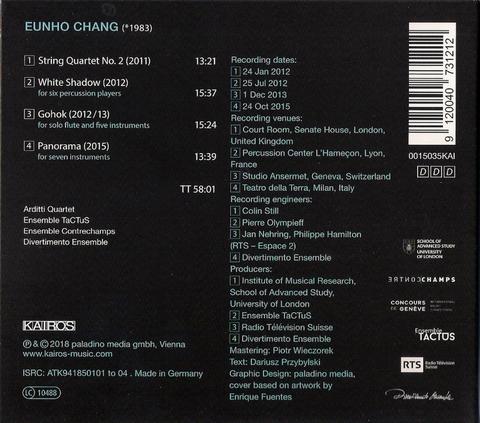 EUNHO CHANG (*1983)
1 String Quartet No. 2 (2011) 13:21
2 White Shadow (2012)
for six percussion players 15:37
3 Gohok (2012/13)
for solo flute and five instruments 15:24
4 Panorama (2015)
for seven instruments 13:39
TT 58:01
Arditti Quartet
Ensemble TaCTuS
Ensemble Contrechamps
Divertimento Ensemble
KAIROS
℗ & © 2018 paladino media gmbh, Vienna
www.kairos-music.com
ISRC: ATK941850101 to 04 . Made in Germany
LC 10488
Recording dates:
1 24 Jan 2012
2 25 Jul 2012
3 1 Dec 2013
4 24 Oct 2015
Recording venues:
1 Court Room, Senate House, London,
United Kingdom
2 Percussion Center L'Hameçon, Lyon,
France
3 Studio Ansermet, Geneva, Switzerland
4 Teatro della Terra, Milan, Italy
Recording engineers:
1 Colin Still
2 Pierre Olympieff
3 Jan Nehring, Philippe Hamilton
(RTS – Espace 2)
4 Divertimento Ensemble
Producers:
1 Institute of Musical Research,
School of Advanced Study,
University of London
2 Ensemble TaCTuS
3 Radio Télévision Suisse
4 Divertimento Ensemble
Mastering: Piotr Wieczorek
Text: Dariusz Przybylski
Graphic Design: paladino media,
cover based on artwork by
Enrique Fuentes
9 120040 731212
0015035KAI
D D D
SCHOOL OF
ADVANCED STUDY
UNIVERSITY
OF LONDON
CONTRECHAMPS
CONCOURS
DE GENÈVE
Ensemble
TACTUS
RTS Radio Télévision
Suisse
Divertimento Ensemble